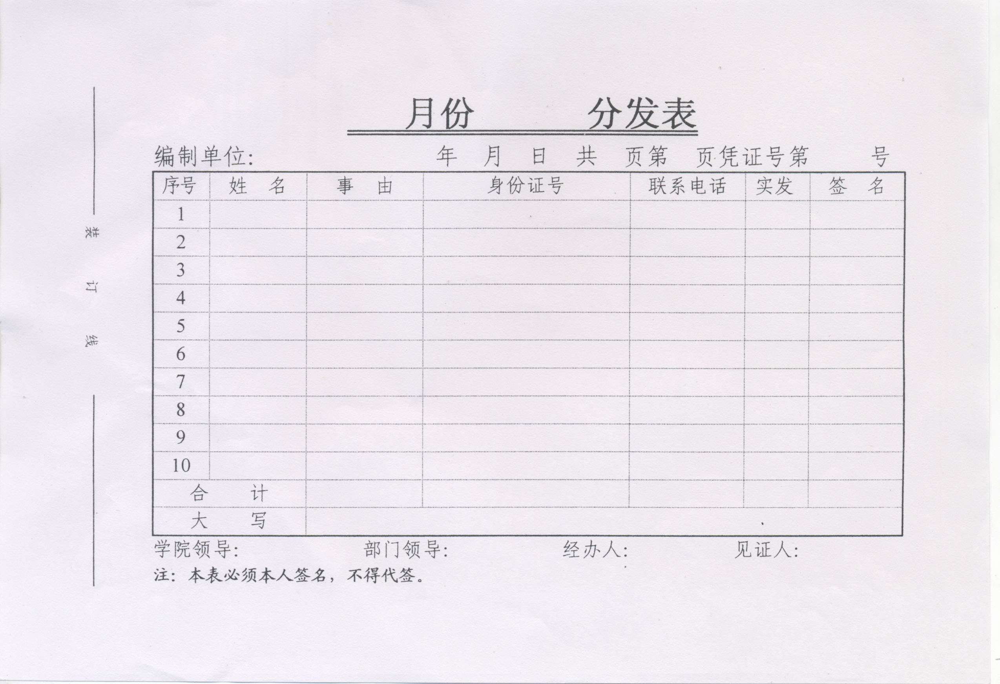 月份 分发表
编制单位: 年 月 日 共 页第 页凭证号第 号
序号 姓 名 事 由 身份证号 联系电话 实发 签 名
1
2
3
4
5
6
7
8
9
10
合 计
大 写
学院领导: 部门领导: 经办人: 见证人:
注: 本表必须本人签名, 不得代签。
装 订 线